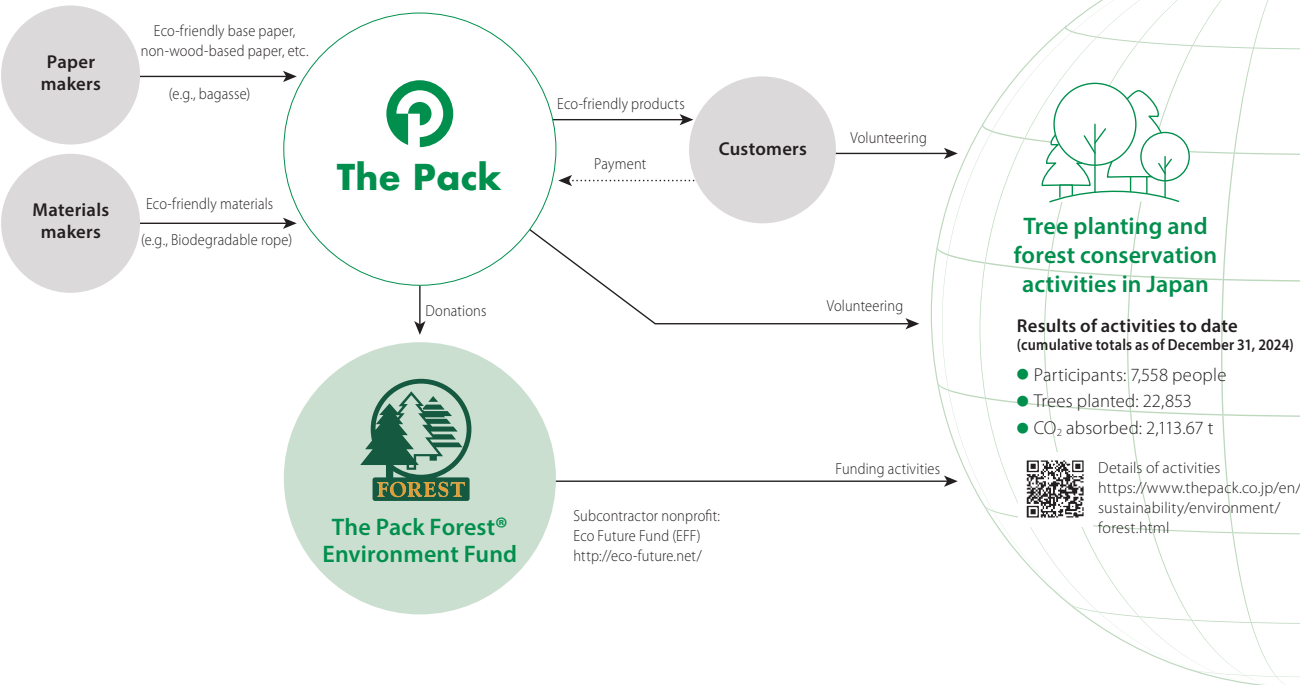 Paper
makers
Eco-friendly base paper,
non-wood-based paper, etc.
(e.g., bagasse)
Materials
makers
Eco-friendly materials
(e.g., Biodegradable rope)
The Pack
Eco-friendly products
Payment
Customers
Volunteering
Volunteering
Donations
FOREST
The Pack Forest®
Environment Fund
Funding activities
Subcontractor nonprofit:
Eco Future Fund (EFF)
http://eco-future.net/
Tree planting and
forest conservation
activities in Japan
Results of activities to date
(cumulative totals as of December 31, 2024)
● Participants: 7,558 people
● Trees planted: 22,853
● CO₂ absorbed: 2,113.67 t
Details of activities
https://www.thepack.co.jp/en/
sustainability/environment/
forest.html